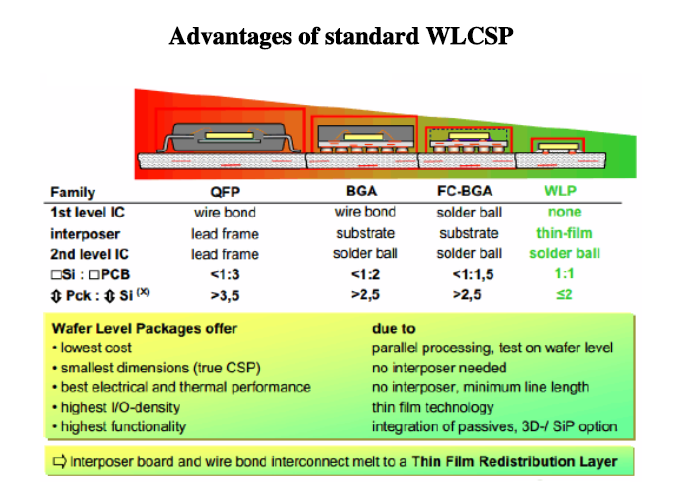 Advantages of standard WLCSP
Family QFP BGA FC-BGA WLP
1st level IC wire bond wire bond solder ball none
interposer lead frame substrate substrate thin-film
2nd level IC lead frame solder ball solder ball solder ball
□Si : □PCB <1:3 <1:2 <1:1,5 1:1
⇕ Pck : ⇕ Si (X) >3,5 >2,5 >2,5 ≤2
Wafer Level Packages offer due to
• lowest cost parallel processing, test on wafer level
• smallest dimensions (true CSP) no interposer needed
• best electrical and thermal performance no interposer, minimum line length
• highest I/O-density thin film technology
• highest functionality integration of passives, 3D-/ SiP option
⇨ Interposer board and wire bond interconnect melt to a Thin Film Redistribution Layer